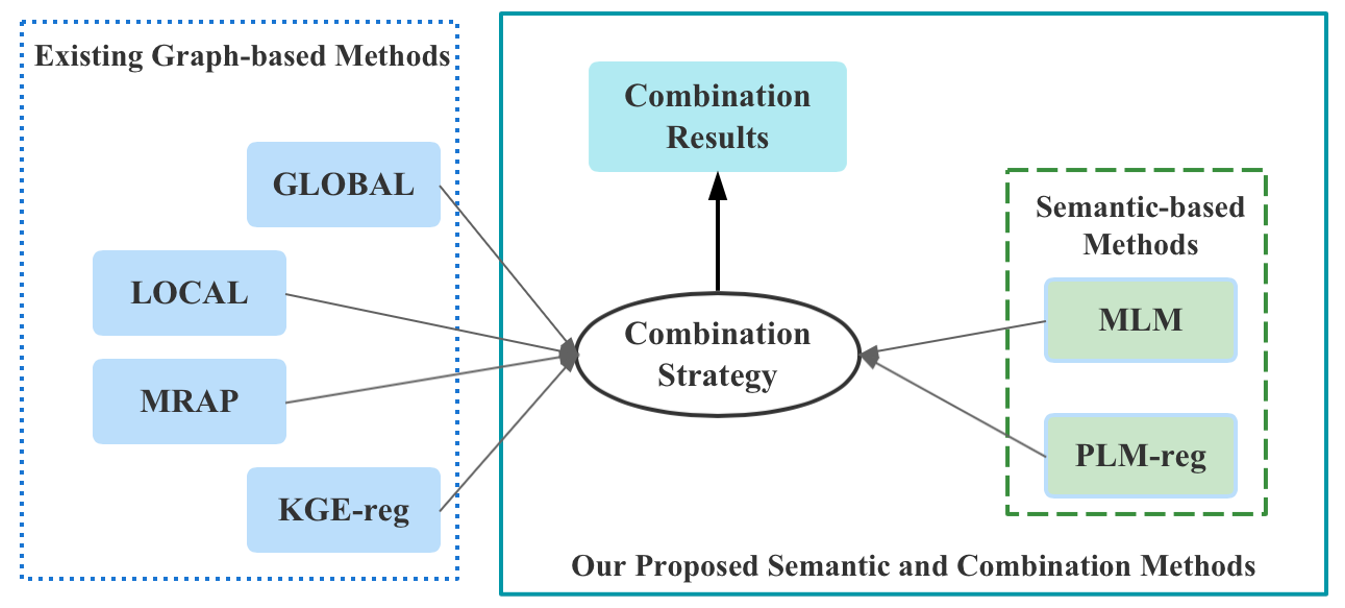 Existing Graph-based Methods
GLOBAL
LOCAL
MRAP
KGE-reg
Combination
Results
Combination
Strategy
Semantic-based
Methods
MLM
PLM-reg
Our Proposed Semantic and Combination Methods